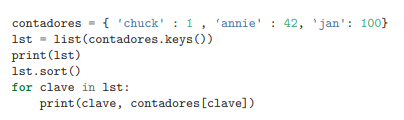 contadores = { 'chuck' : 1 , ‘annie' : 42, ‘jan': 100}
lst = list(contadores.keys())
print(lst)
lst.sort()
for clave in lst:
    print(clave, contadores[clave])